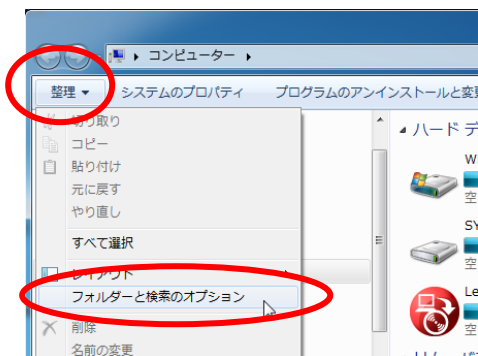 コンピューター
整理 システムのプロパティ プログラムのアンインストールと変更
切り取り
コピー
貼り付け
元に戻す
やり直し
すべて選択
レイアウト
フォルダーと検索のオプション
削除
名前の変更
ハード デ
W
空
SY
空
Le
空